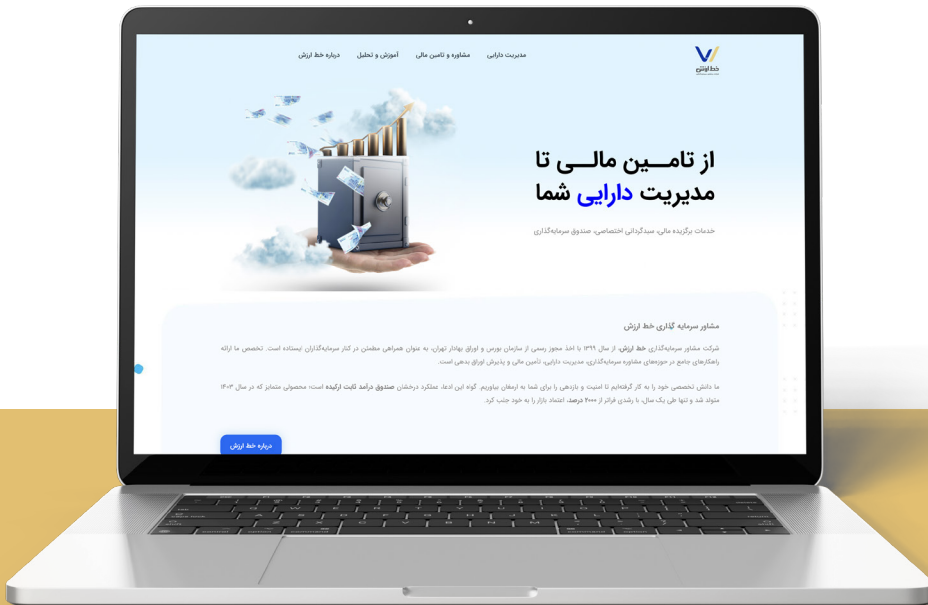 خط ارزش
مدیریت دارایی
مشاوره و تامین مالی
آموزش و تحلیل
درباره خط ارزش
از تامــین مالــی تا
مدیریت دارایی شما
خدمات برگزیده مالی، سبدگردانی اختصاصی، صندوق سرمایه‌گذاری
مشاور سرمایه گذاری خط ارزش
شرکت مشاور سرمایه‌گذاری خط ارزش، از سال ۱۳۹۹ با اخذ مجوز رسمی از سازمان بورس و اوراق بهادار تهران، به عنوان همراهی مطمئن در کنار سرمایه‌گذاران ایستاده است. تخصص ما ارائه
راهکارهای جامع در حوزه‌های مشاوره سرمایه‌گذاری، مدیریت دارایی، تأمین مالی و پذیرش اوراق بدهی است.
ما دانش تخصصی خود را به کار گرفته‌ایم تا امنیت و بازدهی را برای شما به ارمغان بیاوریم. گواه این ادعا، عملکرد درخشان صندوق درآمد ثابت ارکیده است؛ محصولی متمایز که در سال ۱۴۰۳
متولد شد و تنها طی یک سال، با رشدی فراتر از ۲۰۰۰ درصد، اعتماد بازار را به خود جلب کرد.
درباره خط ارزش